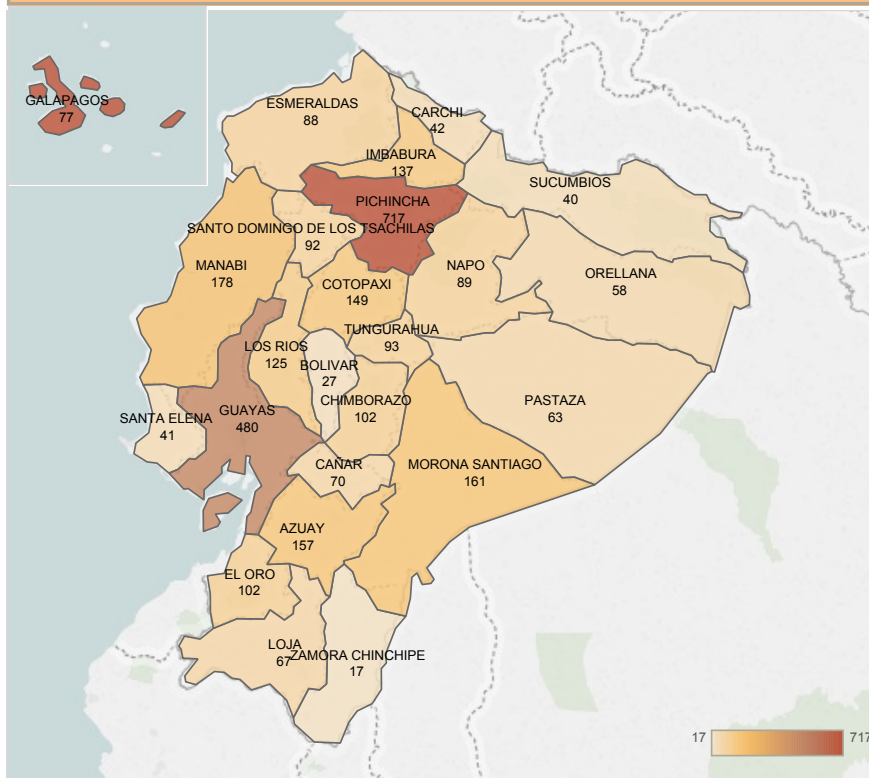 GALAPAGOS
77
ESMERALDAS
88
CARCHI
42
IMBABURA
137
SUCUMBIOS
40
PICHINCHA
717
SANTO DOMINGO DE LOS TSACHILAS
92
MANABI
178
NAPO
89
ORELLANA
58
COTOPAXI
149
TUNGURAHUA
93
LOS RIOS
125
BOLIVAR
27
CHIMBORAZO
102
PASTAZA
63
SANTA ELENA
41
GUAYAS
480
CAÑAR
70
MORONA SANTIAGO
161
AZUAY
157
EL ORO
102
LOJA
67
ZAMORA CHINCHIPE
17
17 717